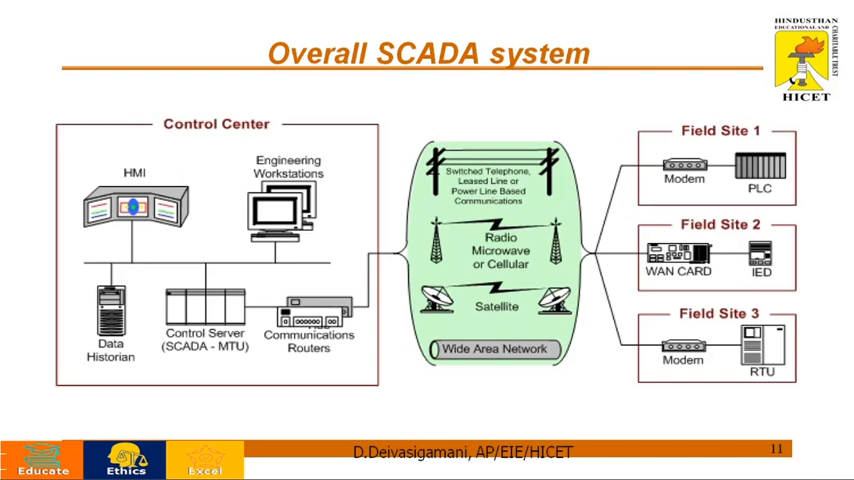 Overall SCADA system
HINDUSTHAN
EDUCATIONAL AND
CHARITABLE TRUST
HICET
Control Center
HMI
Engineering
Workstations
Data
Historian
Control Server
(SCADA - MTU)
Communications
Routers
Switched Telephone,
Leased Line or
Power Line Based
Communications
Radio
Microwave
or Cellular
Satellite
Wide Area Network
Field Site 1
Modem
PLC
Field Site 2
WAN CARD
IED
Field Site 3
Modem
RTU
Educate
Ethics
Excel
D.Deivasigamani, AP/EIE/HICET
11